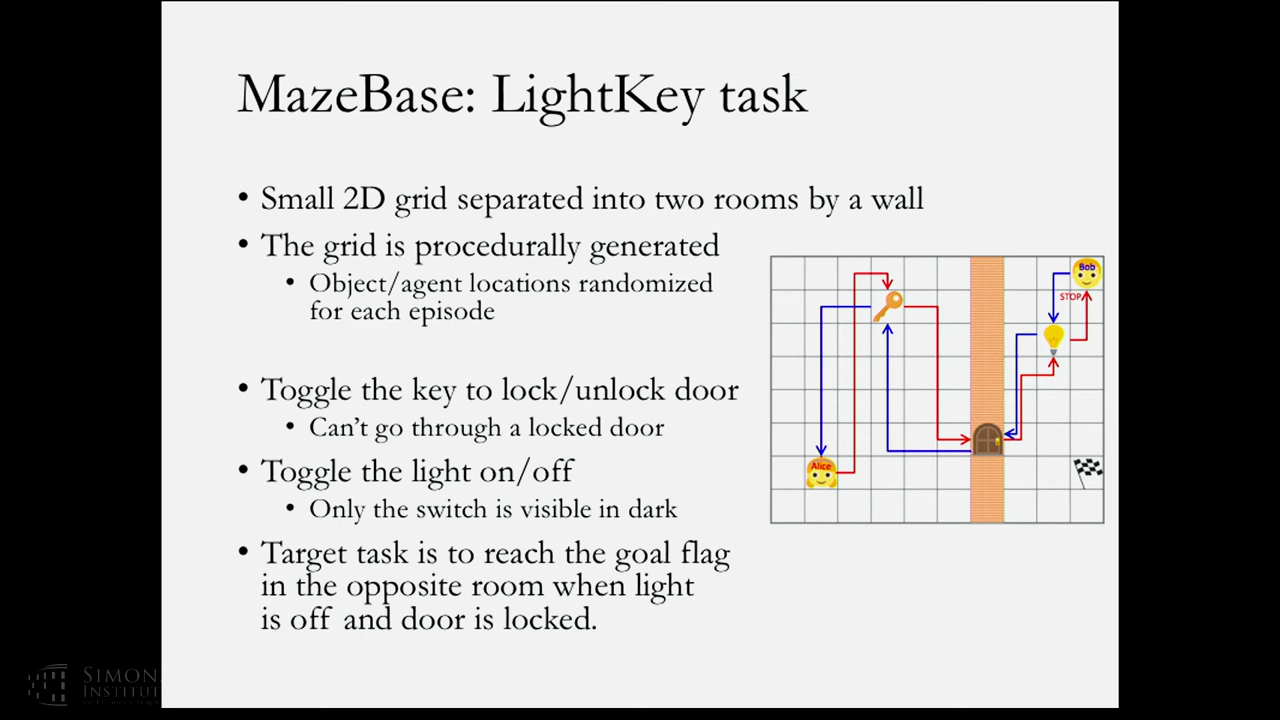 MazeBase: LightKey task
• Small 2D grid separated into two rooms by a wall
• The grid is procedurally generated
• Object/agent locations randomized
for each episode
• Toggle the key to lock/unlock door
• Can't go through a locked door
• Toggle the light on/off
• Only the switch is visible in dark
• Target task is to reach the goal flag
in the opposite room when light
is off and door is locked.
Bob
STOP
Alice
SIMONS
INSTITUTE